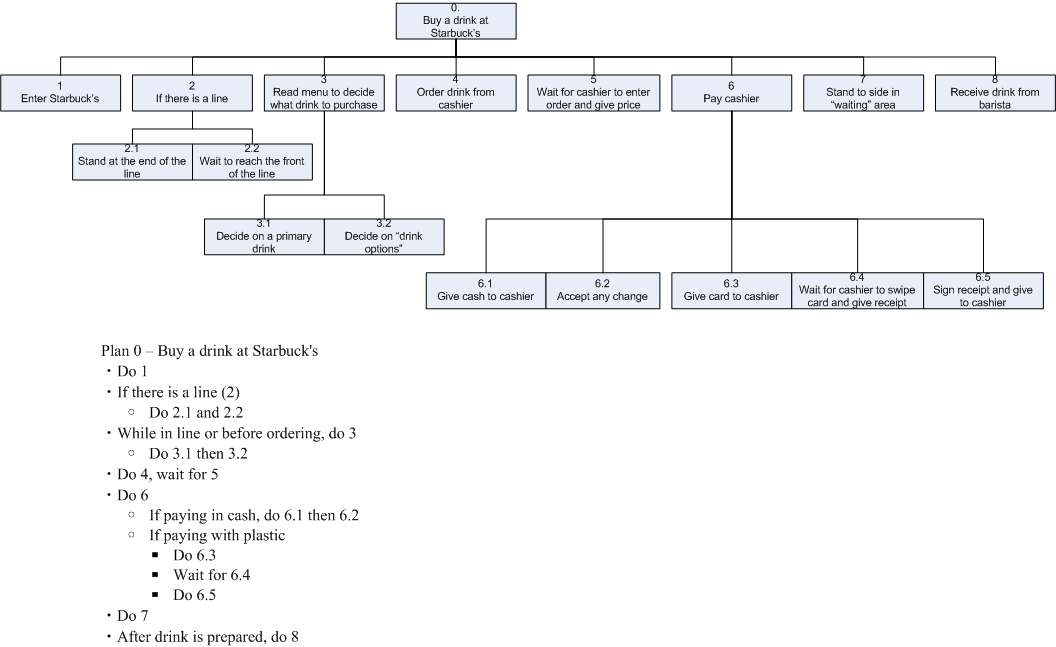 0.
Buy a drink at
Starbuck's
1
Enter Starbuck's
2
If there is a line
3
Read menu to decide
what drink to purchase
4
Order drink from
cashier
5
Wait for cashier to enter
order and give price
6
Pay cashier
7
Stand to side in
“waiting” area
8
Receive drink from
barista
2.1
Stand at the end of the
line
2.2
Wait to reach the front
of the line
3.1
Decide on a primary
drink
3.2
Decide on “drink
options”
6.1
Give cash to cashier
6.2
Accept any change
6.3
Give card to cashier
6.4
Wait for cashier to swipe
card and give receipt
6.5
Sign receipt and give
to cashier
Plan 0 – Buy a drink at Starbuck's
· Do 1
· If there is a line (2)
○ Do 2.1 and 2.2
· While in line or before ordering, do 3
○ Do 3.1 then 3.2
· Do 4, wait for 5
· Do 6
○ If paying in cash, do 6.1 then 6.2
○ If paying with plastic
■ Do 6.3
■ Wait for 6.4
■ Do 6.5
· Do 7
· After drink is prepared, do 8